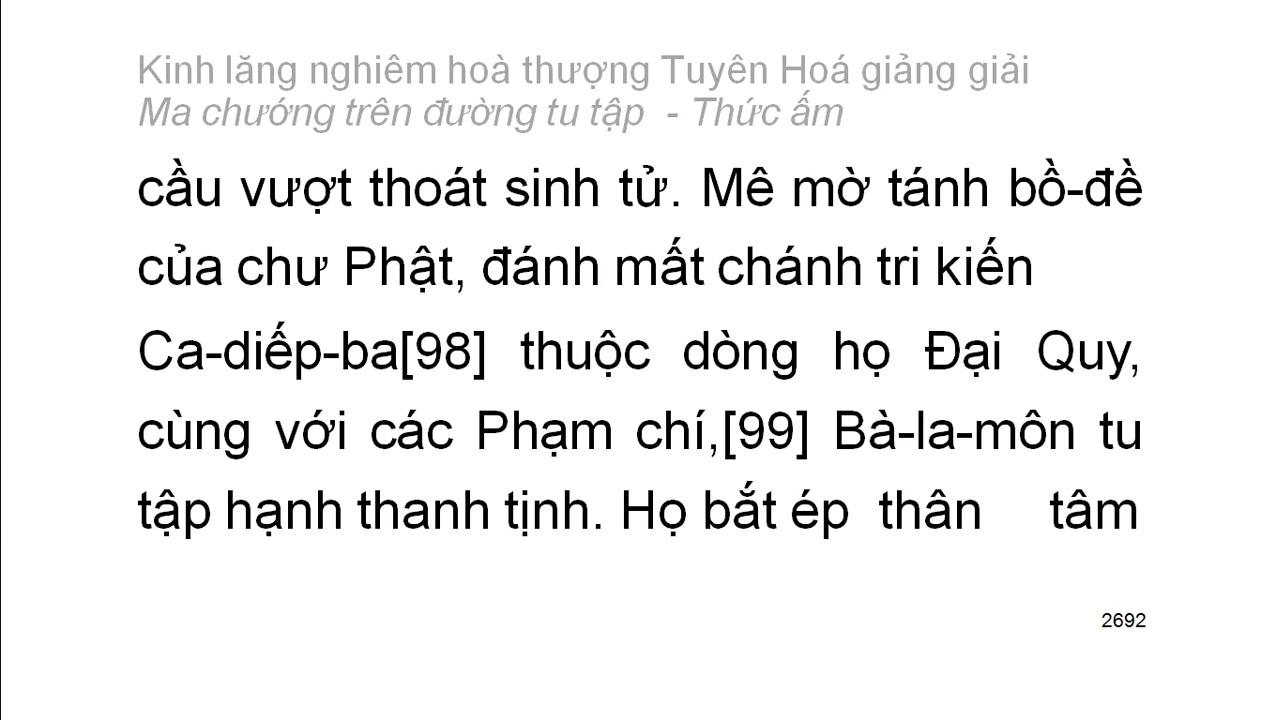 Kinh lăng nghiêm hoà thượng Tuyên Hoá giảng giải
Ma chướng trên đường tu tập - Thức ấm
cầu vượt thoát sinh tử. Mê mờ tánh bồ-đề
của chư Phật, đánh mất chánh tri kiến
Ca-diếp-ba[98] thuộc dòng họ Đại Quy,
cùng với các Phạm chí,[99] Bà-la-môn tu
tập hạnh thanh tịnh. Họ bắt ép thân tâm
2692